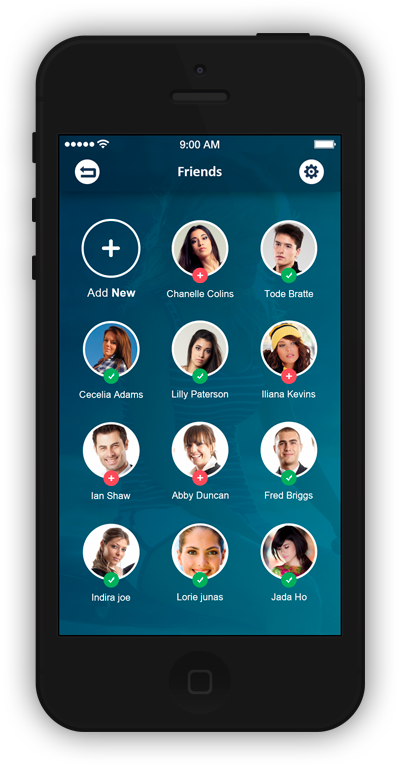 9:00 AM
Friends
Add New
Chanelle Colins
Tode Bratte
Cecelia Adams
Lilly Paterson
Iliana Kevins
Ian Shaw
Abby Duncan
Fred Briggs
Indira joe
Lorie junas
Jada Ho